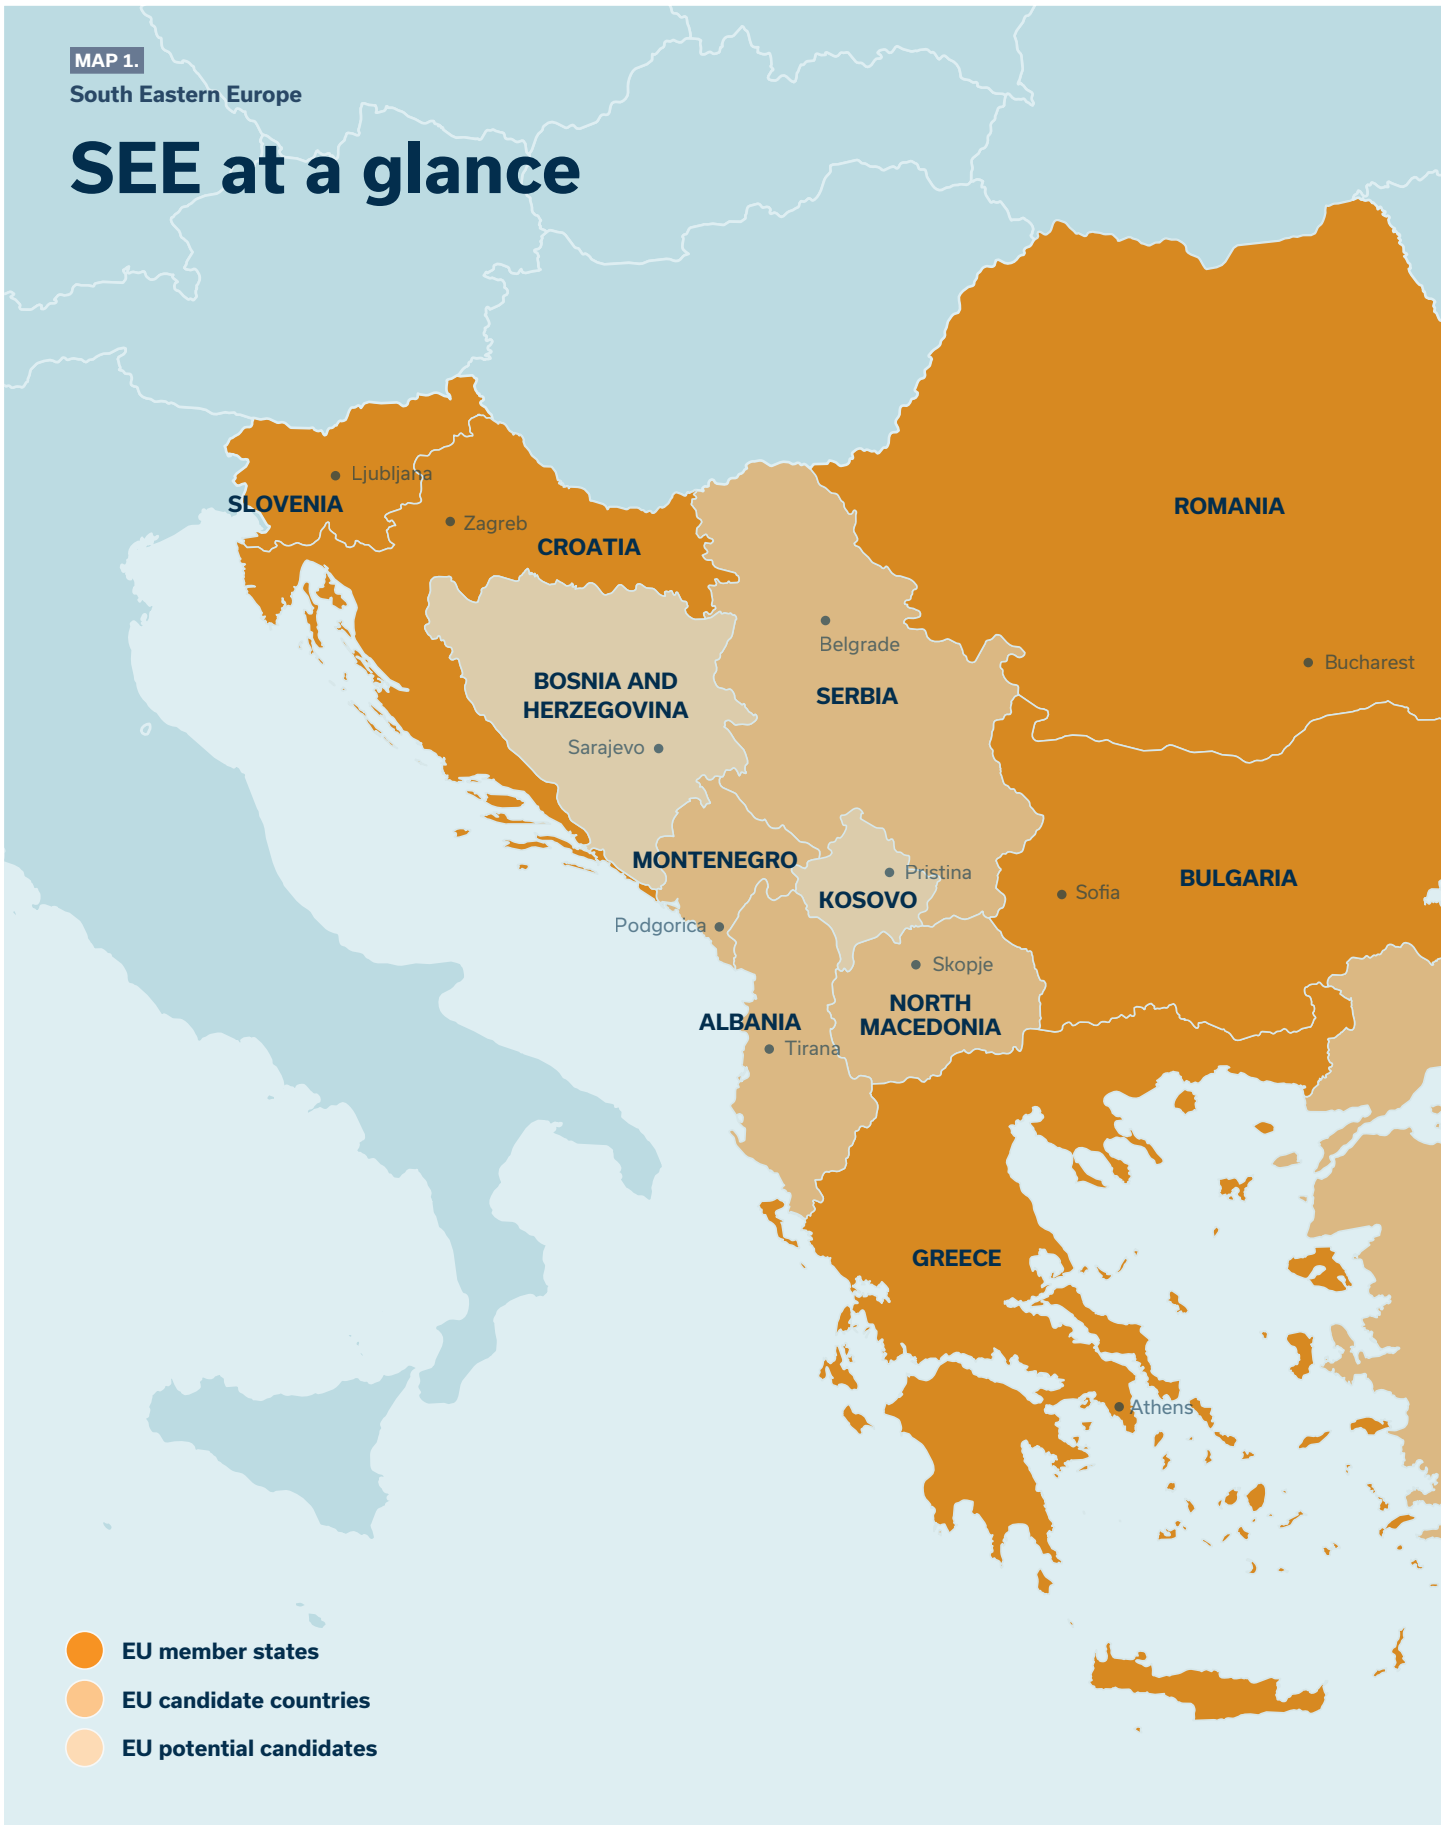 MAP 1.
South Eastern Europe
SEE at a glance
Ljubljana
SLOVENIA
ROMANIA
Zagreb
CROATIA
Belgrade
Bucharest
BOSNIA AND
HERZEGOVINA
SERBIA
Sarajevo
MONTENEGRO
Pristina
KOSOVO
BULGARIA
Sofia
Podgorica
Skopje
NORTH
MACEDONIA
ALBANIA
Tirana
GREECE
Athens
EU member states
EU candidate countries
EU potential candidates